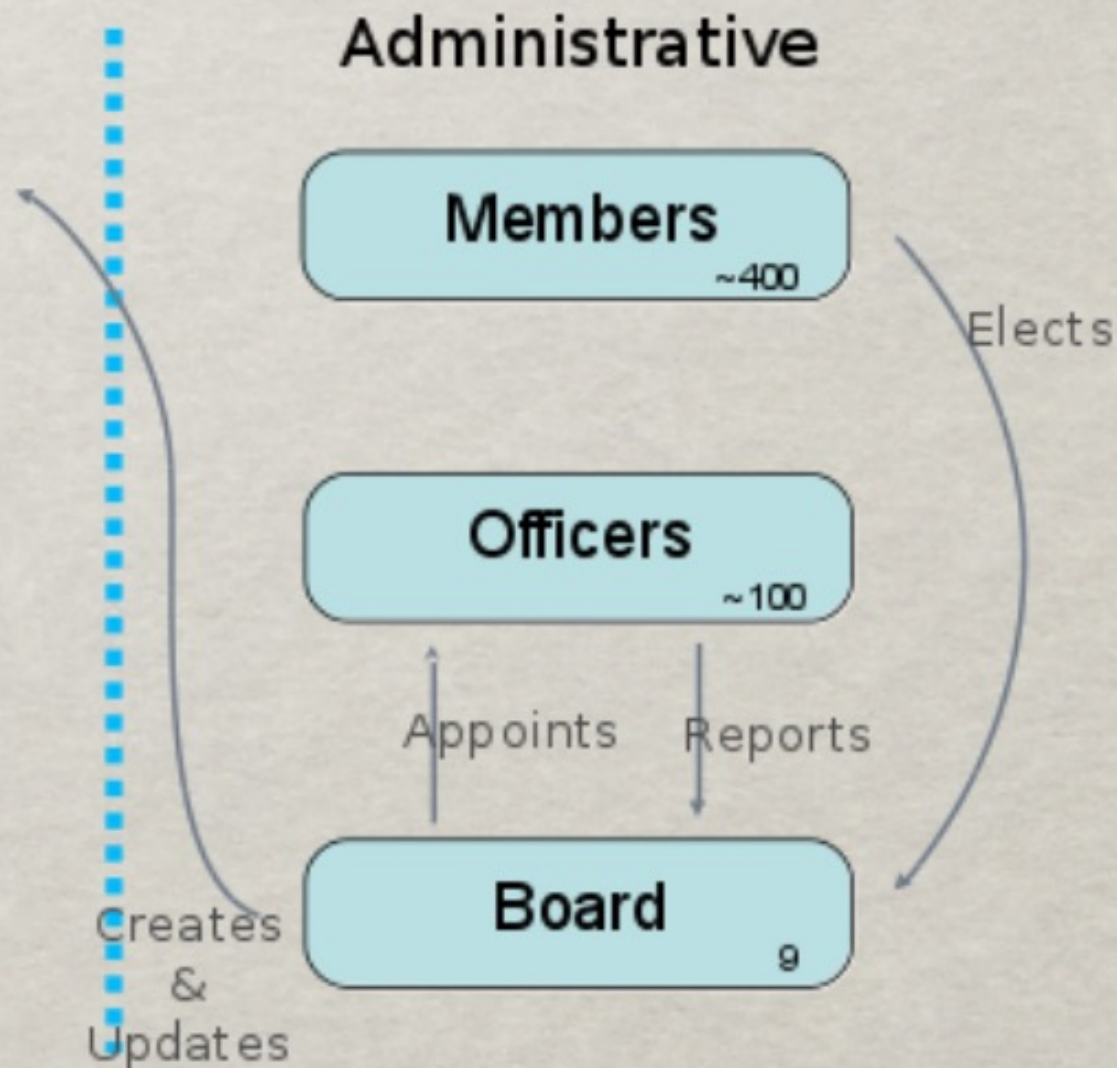 Administrative
Members
~400
Elects
Officers
~100
Appoints
Reports
Board
9
Creates
&
Updates